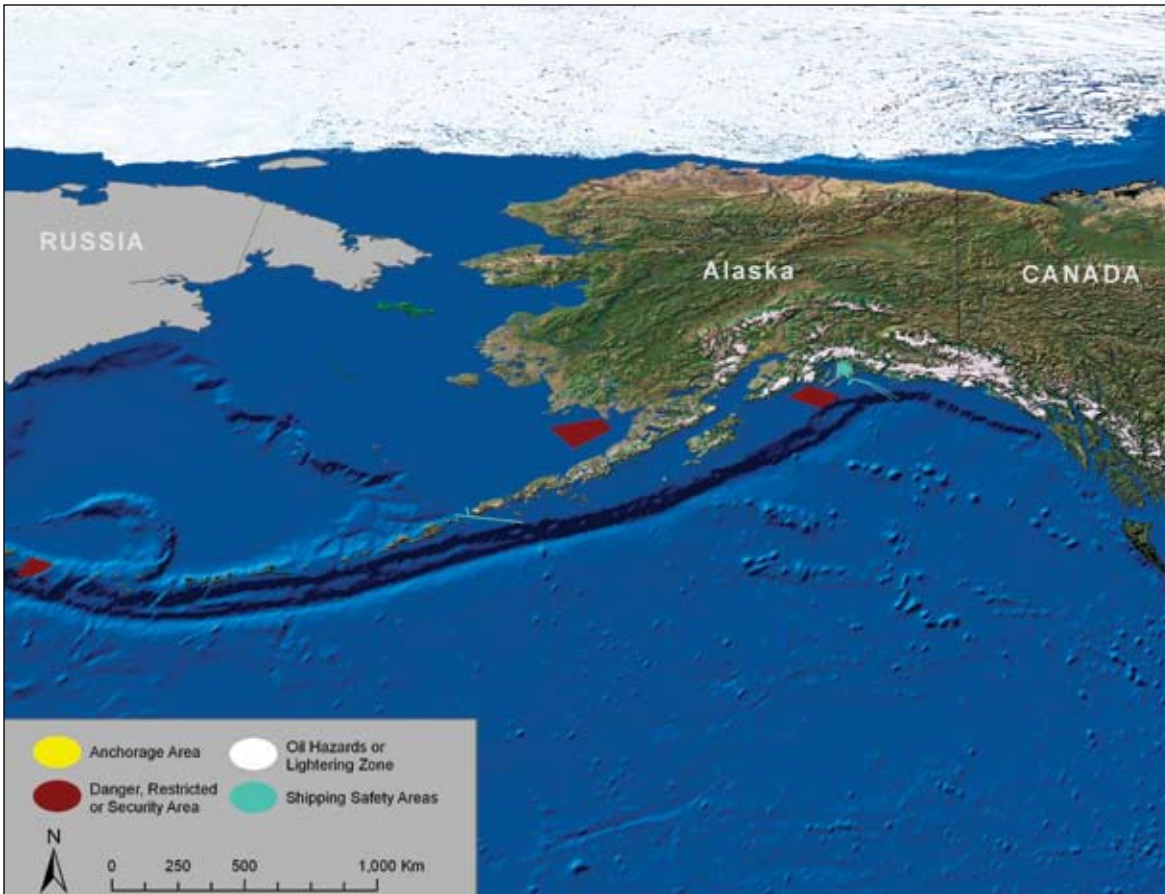 RUSSIA
Alaska
CANADA
Anchorage Area
Oil Hazards or
Lightering Zone
Danger, Restricted
or Security Area
Shipping Safety Areas
N
0 250 500 1,000 Km